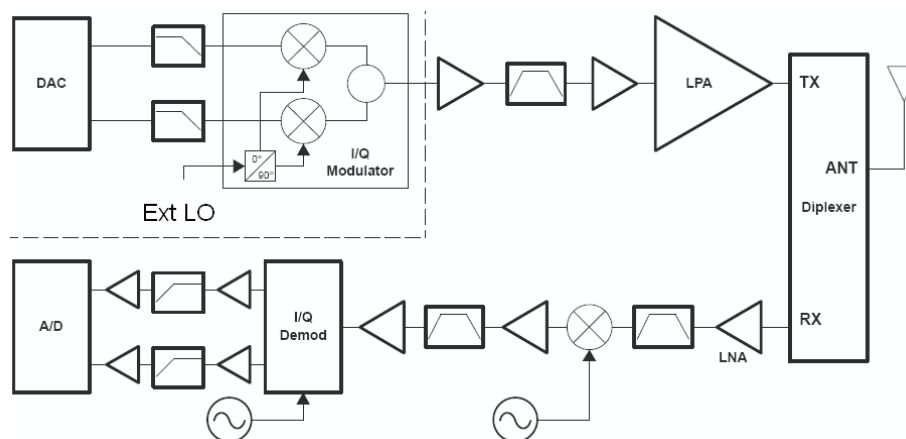 DAC
LPA
TX
0°
90°
I/Q
Modulator
ANT
Diplexer
Ext LO
A/D
I/Q
Demod
LNA
RX